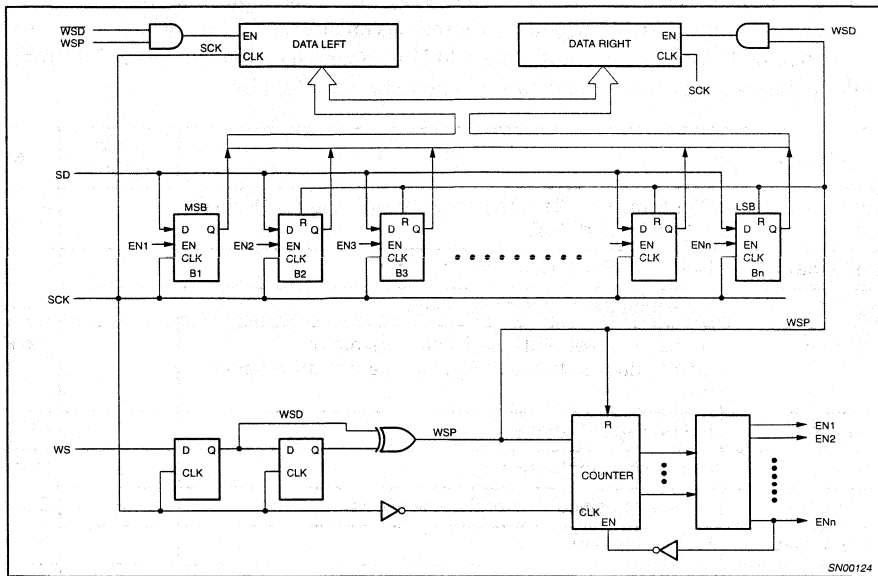 WSD
WSP
SCK
EN
CLK
DATA LEFT
DATA RIGHT
EN
CLK
WSD
SCK
SD
MSB
LSB
D Q
EN1 EN
CLK
B1
R
D Q
EN2 EN
CLK
B2
R
D Q
EN3 EN
CLK
B3
R
D Q
EN
CLK
R
D Q
ENn EN
CLK
Bn
SCK
WSP
WS
D Q
CLK
WSD
D Q
CLK
WSP
R
COUNTER
CLK
EN
EN1
EN2
ENn
SN00124